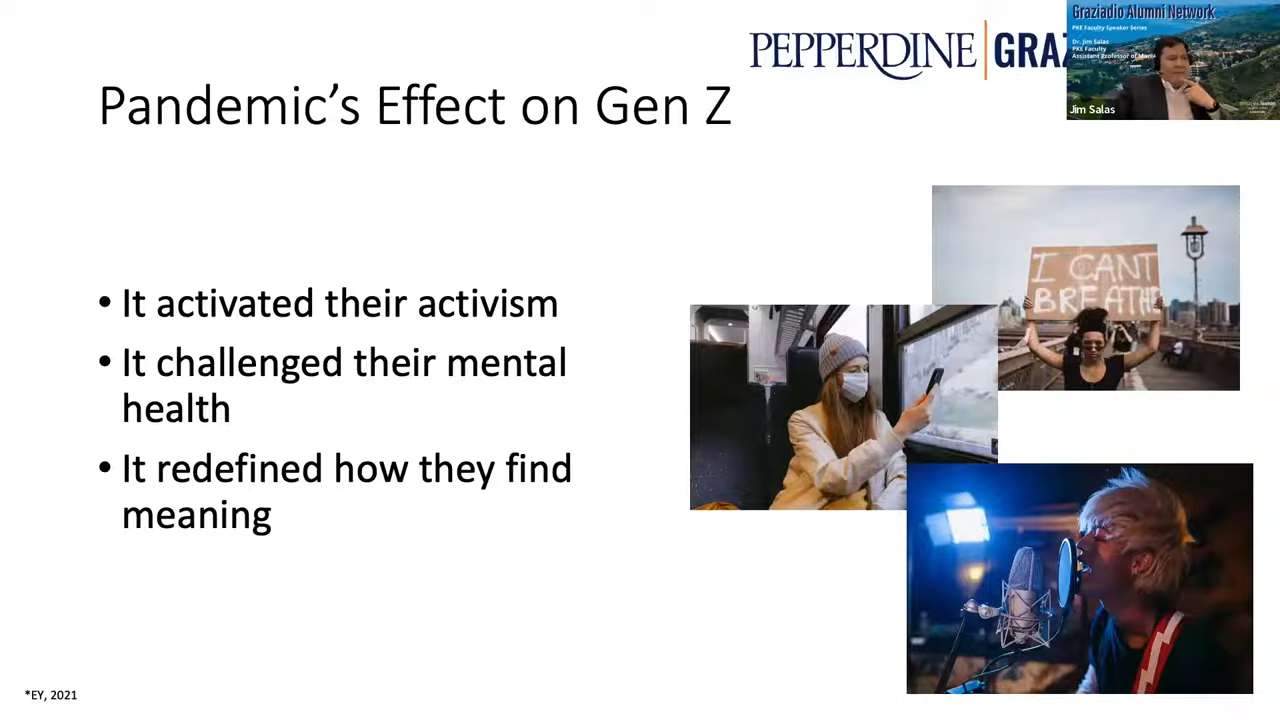 PEPPERDINE GRAZ
Graziadio Alumni Network
PKE Faculty Speaker Series
Dr. Jim Salas
PKE Faculty
Assistant Professor of
Jim Salas
Pandemic's Effect on Gen Z
• It activated their activism
• It challenged their mental
health
• It redefined how they find
meaning
I CANT
BREATHE
*EY, 2021